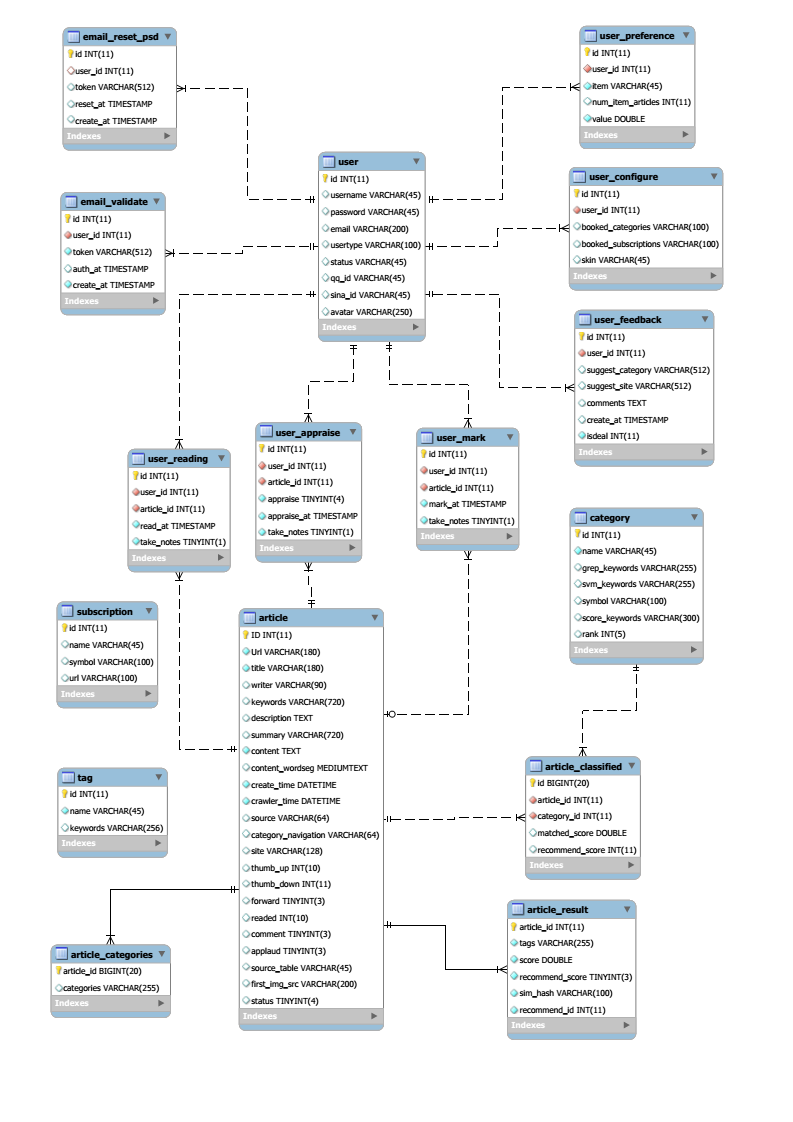 email_reset_psd
id INT(11)
user_id INT(11)
token VARCHAR(512)
reset_at TIMESTAMP
create_at TIMESTAMP
Indexes
user_preference
id INT(11)
user_id INT(11)
item VARCHAR(45)
num_item_articles INT(11)
value DOUBLE
Indexes
user
id INT(11)
username VARCHAR(45)
password VARCHAR(45)
email VARCHAR(200)
usertype VARCHAR(100)
status VARCHAR(45)
qq_id VARCHAR(45)
sina_id VARCHAR(45)
avatar VARCHAR(250)
Indexes
email_validate
id INT(11)
user_id INT(11)
token VARCHAR(512)
auth_at TIMESTAMP
create_at TIMESTAMP
Indexes
user_configure
id INT(11)
user_id INT(11)
booked_categories VARCHAR(100)
booked_subscriptions VARCHAR(100)
skin VARCHAR(45)
Indexes
user_feedback
id INT(11)
user_id INT(11)
suggest_category VARCHAR(512)
suggest_site VARCHAR(512)
comments TEXT
create_at TIMESTAMP
isdeal INT(11)
Indexes
user_reading
id INT(11)
user_id INT(11)
article_id INT(11)
read_at TIMESTAMP
take_notes TINYINT(1)
Indexes
user_appraise
id INT(11)
user_id INT(11)
article_id INT(11)
appraise TINYINT(4)
appraise_at TIMESTAMP
take_notes TINYINT(1)
Indexes
user_mark
id INT(11)
user_id INT(11)
article_id INT(11)
mark_at TIMESTAMP
take_notes TINYINT(1)
Indexes
category
id INT(11)
name VARCHAR(45)
grep_keywords VARCHAR(255)
svm_keywords VARCHAR(255)
symbol VARCHAR(100)
score_keywords VARCHAR(300)
rank INT(5)
Indexes
subscription
id INT(11)
name VARCHAR(45)
symbol VARCHAR(100)
url VARCHAR(100)
Indexes
article
ID INT(11)
Url VARCHAR(180)
title VARCHAR(180)
writer VARCHAR(90)
keywords VARCHAR(720)
description TEXT
summary VARCHAR(720)
content TEXT
content_wordseg MEDIUMTEXT
create_time DATETIME
crawler_time DATETIME
source VARCHAR(64)
category_navigation VARCHAR(64)
site VARCHAR(128)
thumb_up INT(10)
thumb_down INT(11)
forward TINYINT(3)
readed INT(10)
comment TINYINT(3)
applaud TINYINT(3)
source_table VARCHAR(45)
first_img_src VARCHAR(200)
status TINYINT(4)
Indexes
tag
id INT(11)
name VARCHAR(45)
keywords VARCHAR(256)
Indexes
article_classified
id BIGINT(20)
article_id INT(11)
category_id INT(11)
matched_score DOUBLE
recommend_score INT(11)
Indexes
article_categories
article_id BIGINT(20)
categories VARCHAR(255)
Indexes
article_result
article_id INT(11)
tags VARCHAR(255)
score DOUBLE
recommend_score TINYINT(3)
sim_hash VARCHAR(100)
recommend_id INT(11)
Indexes